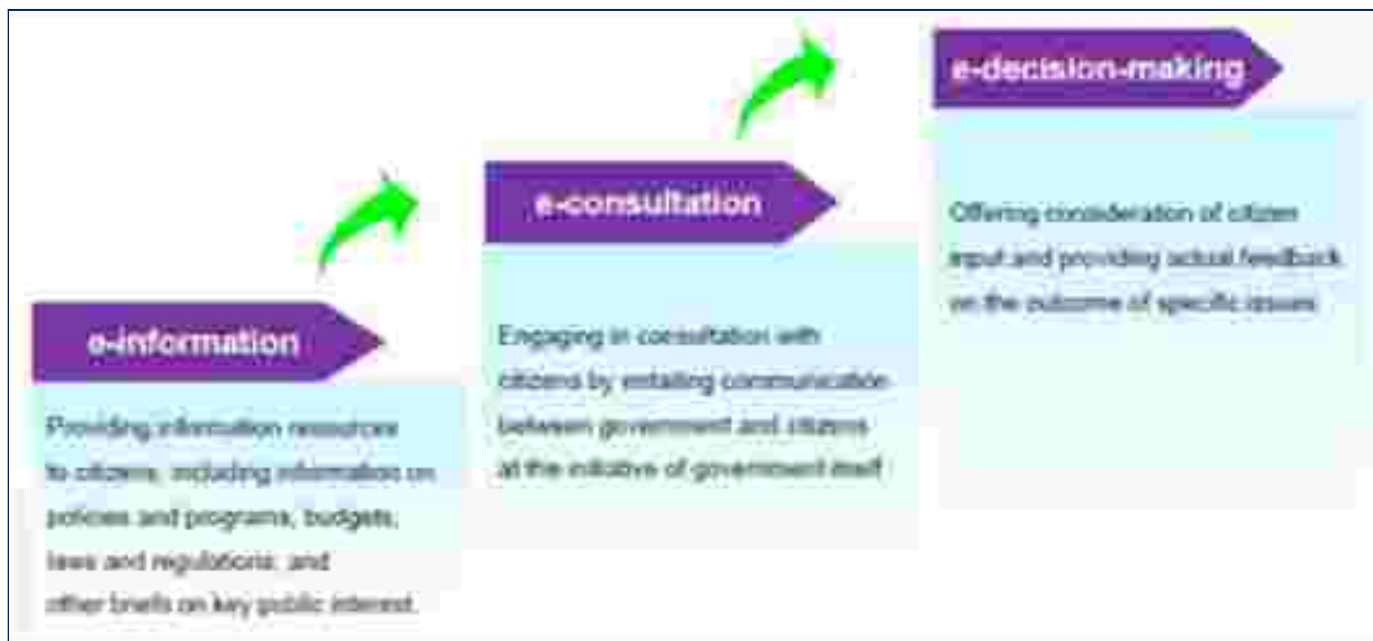 e-information
Providing information resources
to citizens, including information on
policies and programs, budgets,
laws and regulations, and
other briefs on key public interest.
e-consultation
Engaging in consultation with
citizens by entailing communication
between government and citizens
at the initiative of government itself
e-decision-making
Offering consideration of citizen
input and providing actual feedback
on the outcome of specific issues